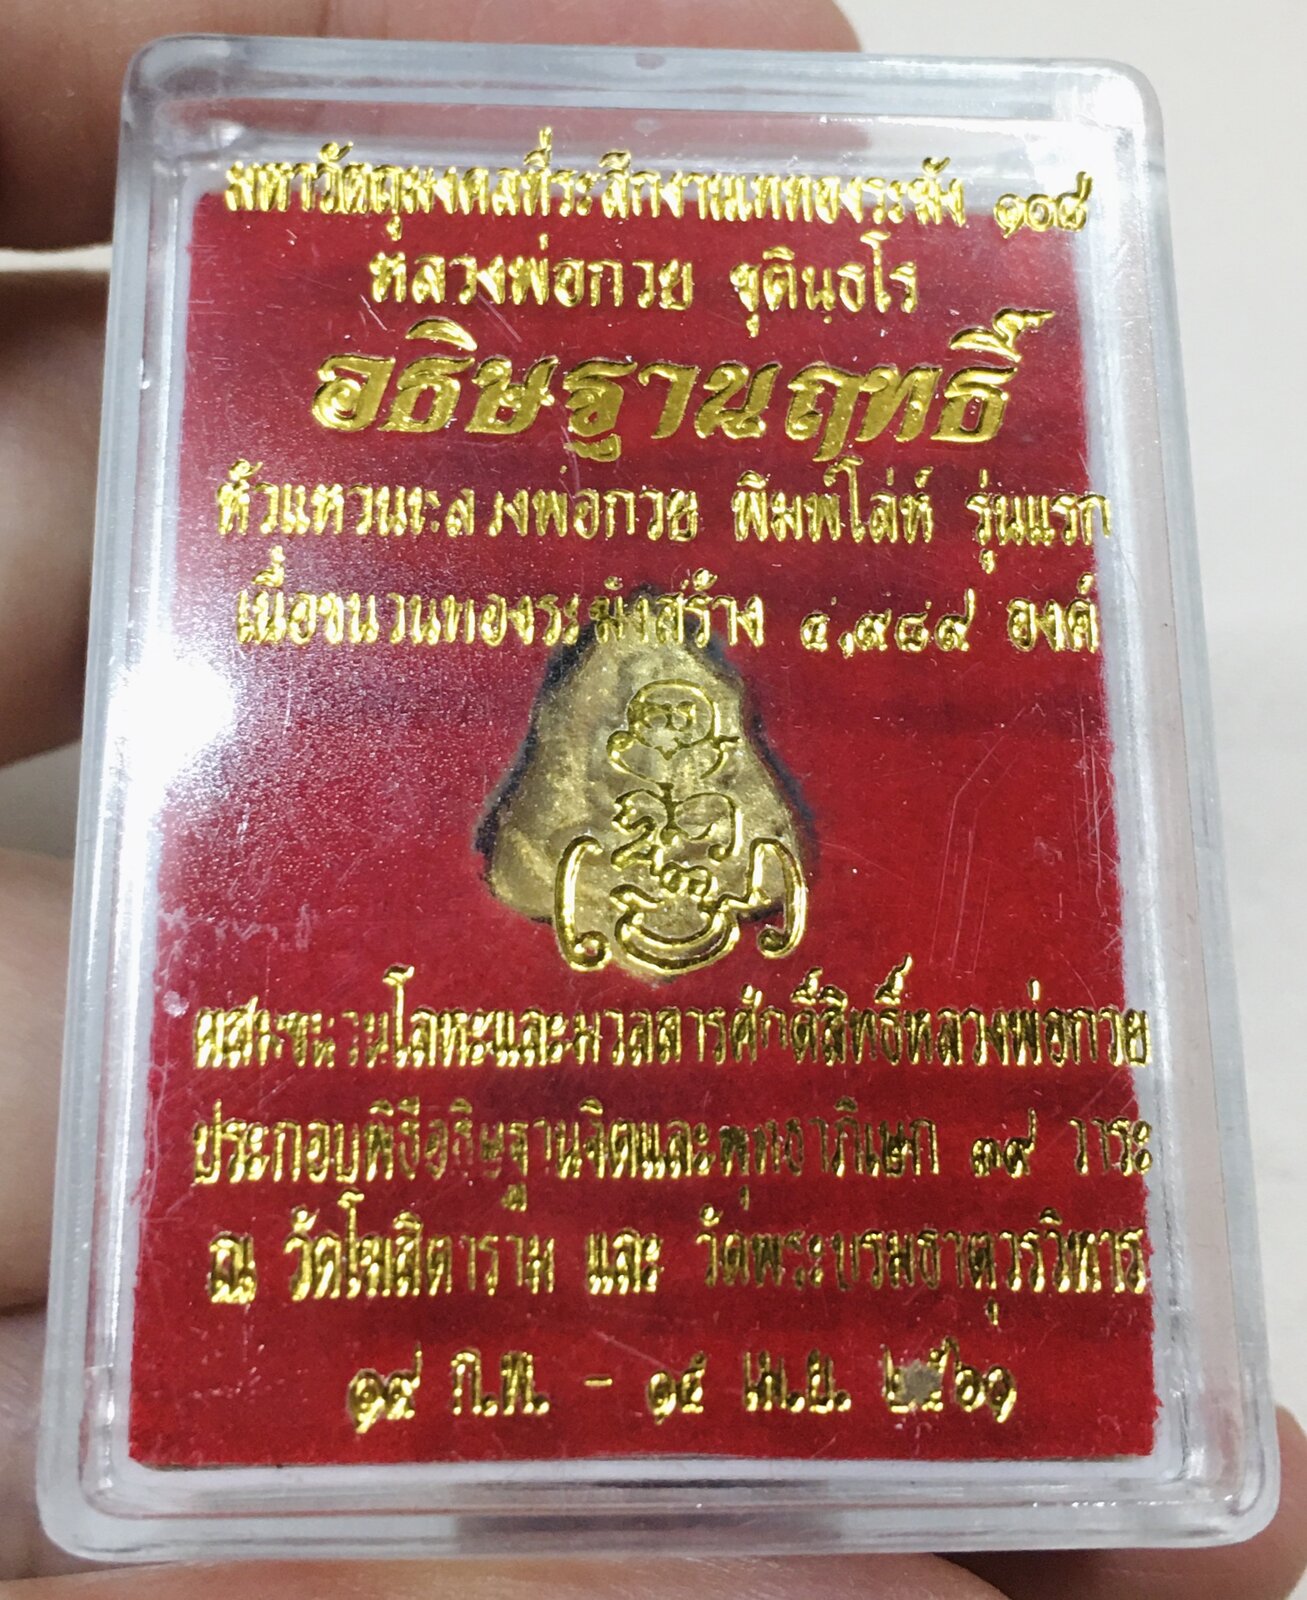 มหาวัตถุมงคลที่ระลึกงานเททองระฆัง ๑๐๘
หลวงพ่อกวย ชุตินฺธโร
อธิษฐานฤทธิ์
หัวแหวนหลวงพ่อกวย พิมพ์โล่ห์ รุ่นแรก
เนื้อชนวนทองระฆังสร้าง ๔,๙๘๙ องค์
ผสมชนวนโลหะและมวลสารศักดิ์สิทธิ์หลวงพ่อกวย
ประกอบพิธีอธิษฐานจิตและพุทธาภิเษก ๓๙ วาระ
ณ วัดโฆสิตาราม และ วัดพระบรมธาตุวรวิหาร
๑๙ ก.พ. - ๑๕ เม.ย. ๒๕๖๑